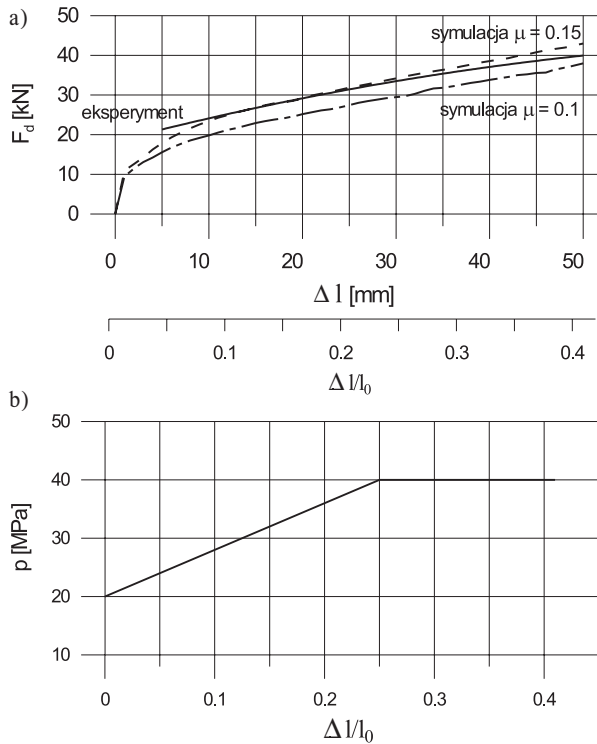 a)
50
40
30
20
10
0
F_d [kN]
symulacja μ = 0.15
eksperyment
symulacja μ = 0.1
0 10 20 30 40 50
Δ l [mm]
0 0.1 0.2 0.3 0.4
Δ l/l₀
b)
50
40
30
20
10
p [MPa]
0 0.1 0.2 0.3 0.4
Δ l/l₀